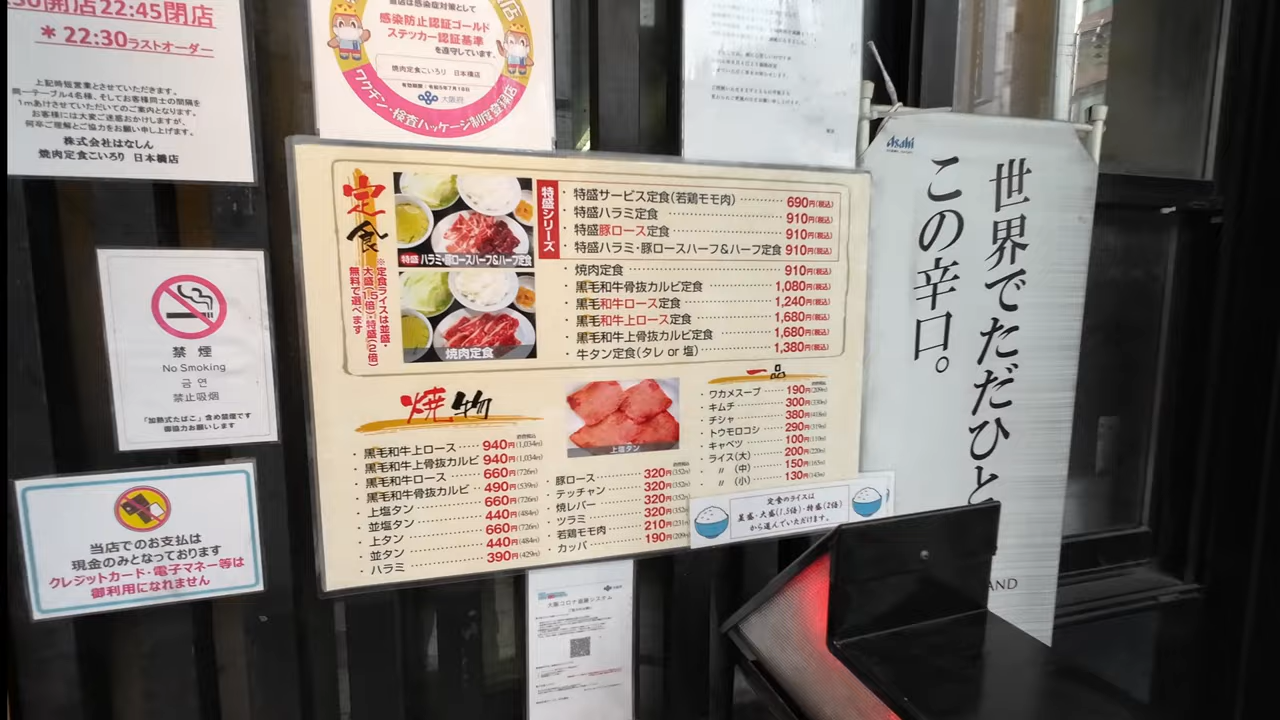 開店22:45閉店
＊22:30ラストオーダー
上記時短営業とさせていただきます。
同一テーブル4名様、そしてお客様同士の間隔を
1mあけさせていただいてのご案内となります。
お客様には大変ご迷惑おかけしますが、
何卒ご理解とご協力をお願い申し上げます。
株式会社はなしん
焼肉定食こいろり 日本橋店
当店は感染症対策として
感染防止認証ゴールド
ステッカー認証基準
を遵守しています。
焼肉定食こいろり 日本橋店
大阪府
ワクチン・検査パッケージ制度登録店
禁煙
No Smoking
금연
禁止吸烟
「加熱式たばこ」含め禁煙です
御協力お願いします
当店でのお支払は
現金のみとなっております
クレジットカード・電子マネー等は
御利用になれません
定食
※定食ライスは並盛・
大盛(1.5倍)・特盛(2倍)
無料で選べます
特盛 ハラミ・豚ロースハーフ&ハーフ定食
焼肉定食
特盛シリーズ
・特盛サービス定食(若鶏モモ肉) 690円(税込)
・特盛ハラミ定食 910円(税込)
・特盛豚ロース定食 910円(税込)
・特盛ハラミ・豚ロースハーフ&ハーフ定食 910円(税込)
・焼肉定食 910円(税込)
・黒毛和牛骨抜カルビ定食 1,080円(税込)
・黒毛和牛ロース定食 1,240円(税込)
・黒毛和牛上ロース定食 1,680円(税込)
・黒毛和牛上骨抜カルビ定食 1,680円(税込)
・牛タン定食(タレ or 塩) 1,380円(税込)
焼物
・黒毛和牛上ロース 940円(1,034円)
・黒毛和牛上骨抜カルビ 940円(1,034円)
・黒毛和牛ロース 660円(726円)
・黒毛和牛骨抜カルビ 490円(539円)
・上塩タン 660円(726円)
・並塩タン 440円(484円)
・上タン 660円(726円)
・並タン 440円(484円)
・ハラミ 390円(429円)
上塩タン
・豚ロース 320円(352円)
・テッチャン 320円(352円)
・焼レバー 320円(352円)
・ツラミ 320円(352円)
・若鶏モモ肉 210円(231円)
・カッパ 190円(209円)
一品
・ワカメスープ 190円(209円)
・キムチ 300円(330円)
・チシャ 380円(418円)
・トウモロコシ 290円(319円)
・キャベツ 100円(110円)
・ライス(大) 200円(220円)
・〃 (中) 150円(165円)
・〃 (小) 130円(143円)
定食のライスは
並盛・大盛(1.5倍)・特盛(2倍)
から選んでいただけます。
大阪コロナ追跡システム
Asahi
世界でただひと
この辛口。
AND